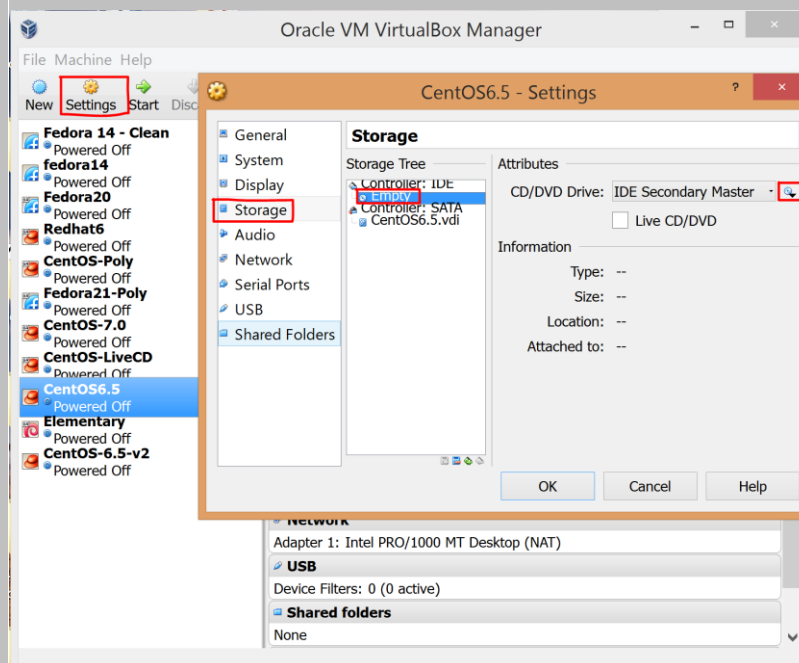 Oracle VM VirtualBox Manager
File Machine Help
New Settings Start Disc
Fedora 14 - Clean
Powered Off
fedora14
Powered Off
Fedora20
Powered Off
Redhat6
Powered Off
CentOS-Poly
Powered Off
Fedora21-Poly
Powered Off
CentOS-7.0
Powered Off
CentOS-LiveCD
Powered Off
CentOS6.5
Powered Off
Elementary
Powered Off
CentOS-6.5-v2
Powered Off
CentOS6.5 - Settings
?
General
System
Display
Storage
Audio
Network
Serial Ports
USB
Shared Folders
Storage
Storage Tree
Controller: IDE
Empty
Controller: SATA
CentOS6.5.vdi
Attributes
CD/DVD Drive: IDE Secondary Master
Live CD/DVD
Information
Type: --
Size: --
Location: --
Attached to: --
OK Cancel Help
Network
Adapter 1: Intel PRO/1000 MT Desktop (NAT)
USB
Device Filters: 0 (0 active)
Shared folders
None